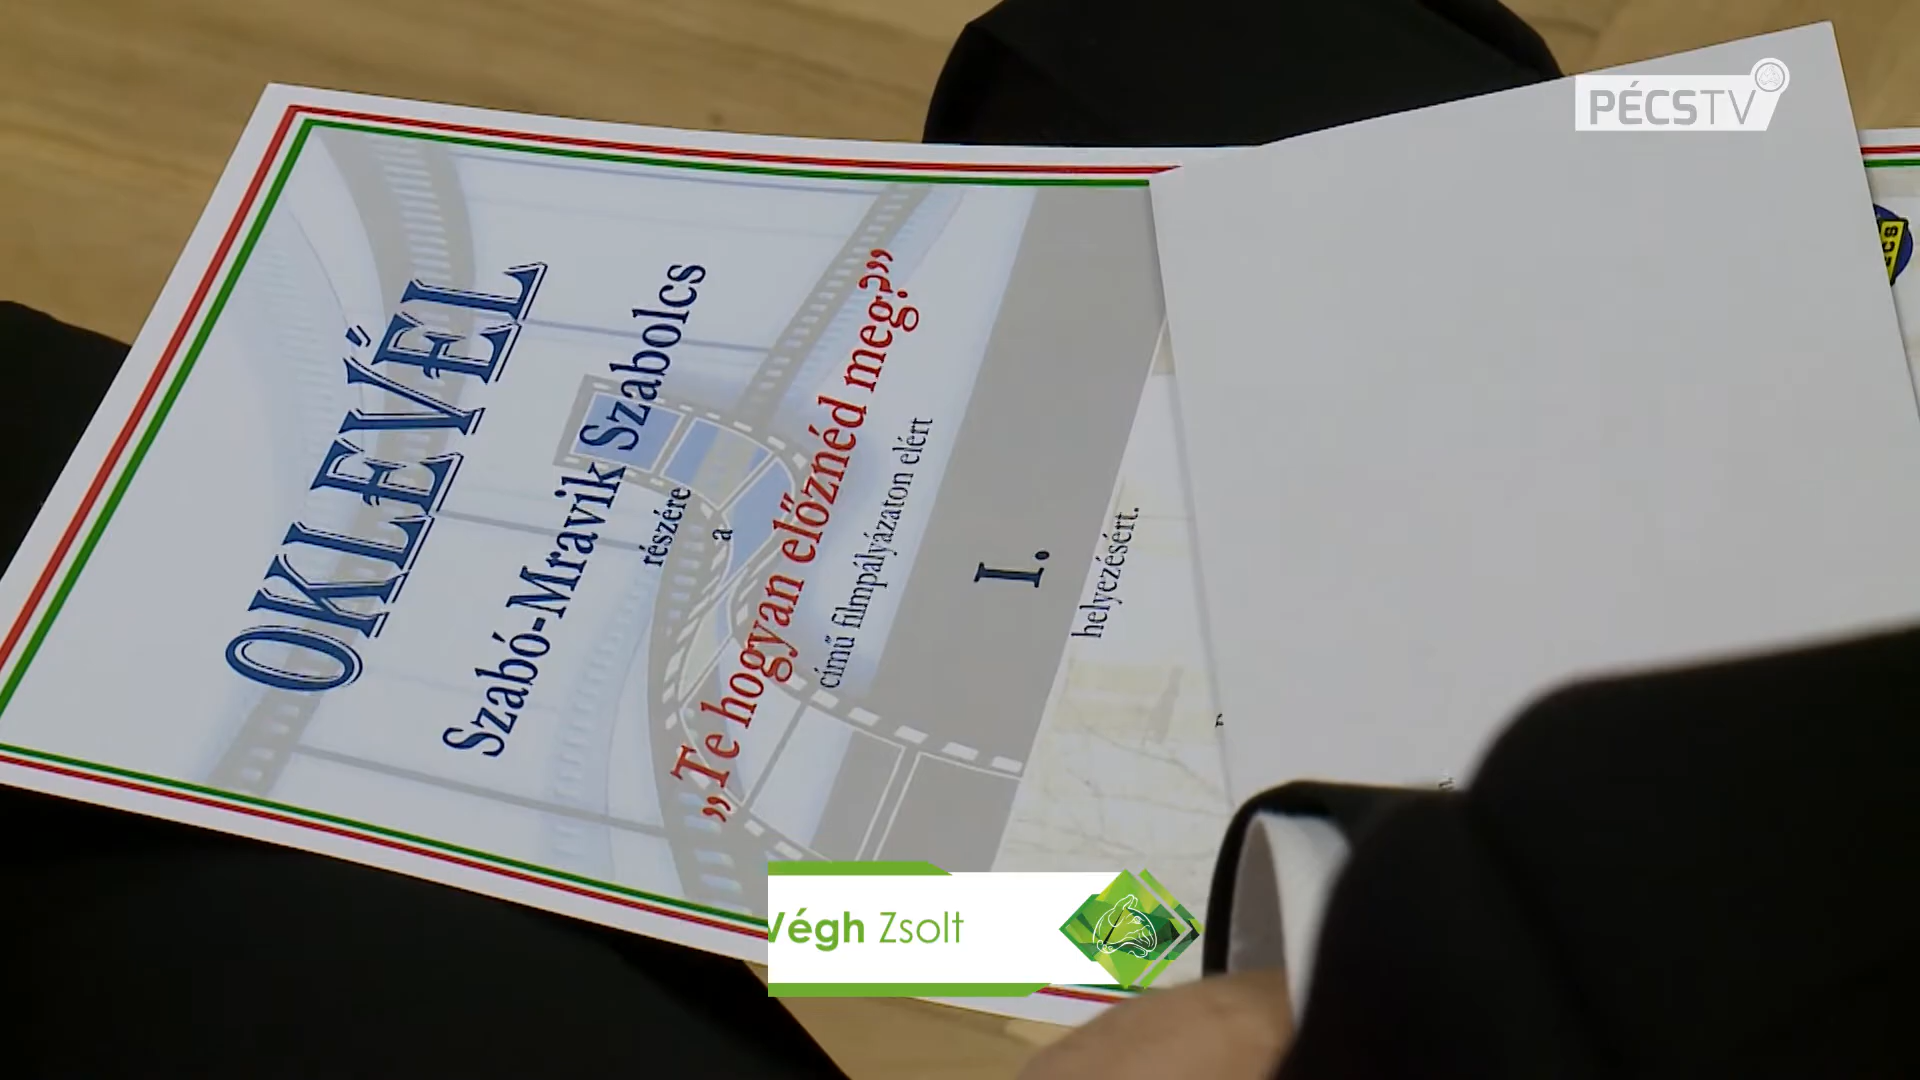 PÉCSTV
OKLEVÉL
Szabó-Mravik Szabolcs
részére
a
„Te hogyan előznéd meg?”
című filmpályázaton elért
I.
helyezésért.
Végh Zsolt